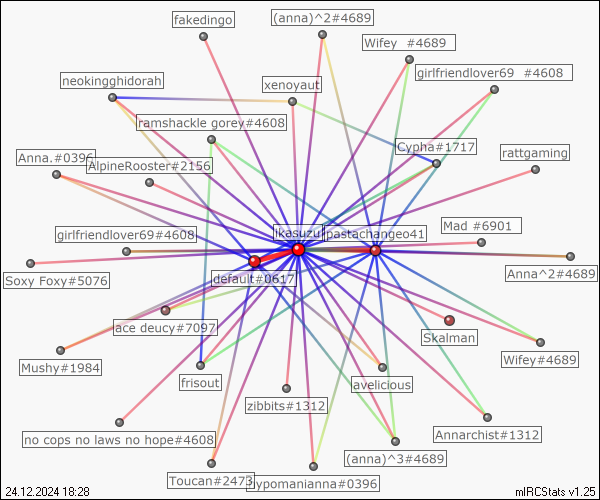 fakedingo
(anna)^2#4689
Wifey #4689
neokingghidorah
xenoyaut
girlfriendlover69 #4608
ramshackle gorey#4608
Anna.#0396
AlpineRooster#2156
Cypha#1717
rattgaming
girlfriendlover69#4608
ikasuzu
pastachangeo41
Mad #6901
Soxy Foxy#5076
default#0617
Anna^2#4689
ace deucy#7097
Skalman
Mushy#1984
frisout
lavelicious
Wifey#4689
zibbits#1312
no cops no laws no hope#4608
Annarchist#1312
(anna)^3#4689
Toucan#2473
hypomanianna#0396
24.12.2024 18:28
mIRCStats v1.25